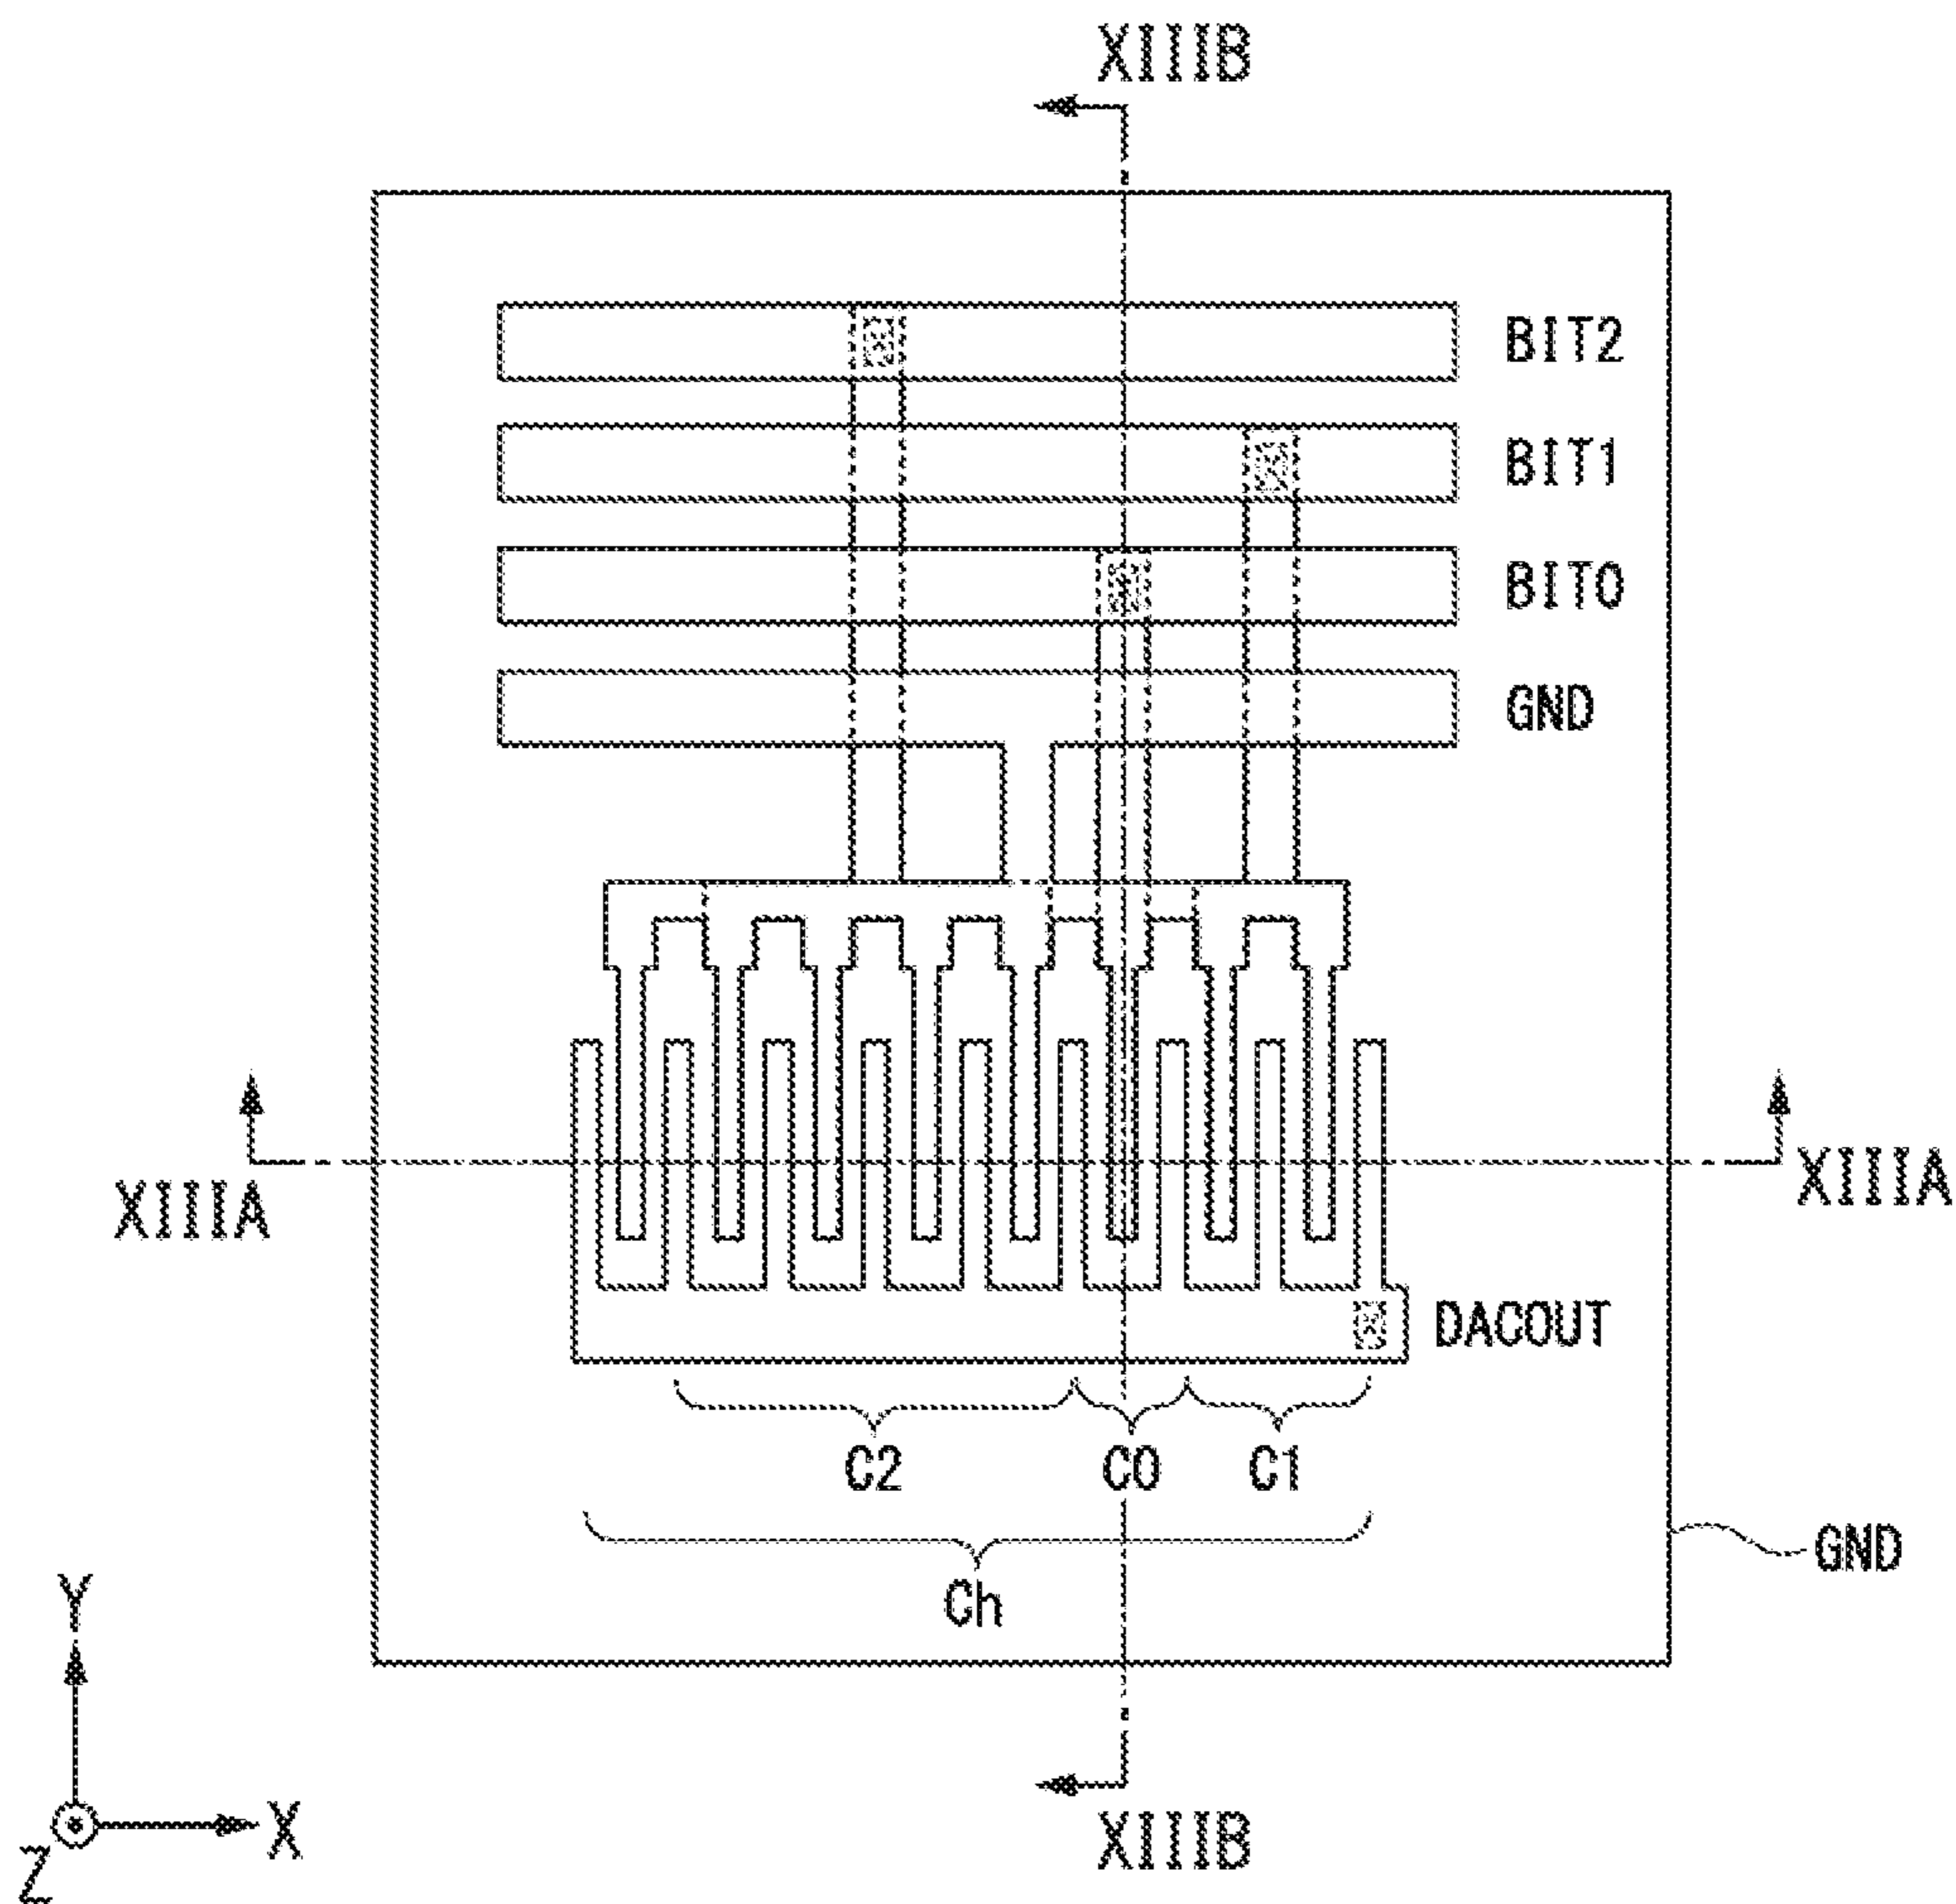 XIIIB
BIT2
BIT1
BIT0
GND
XIIIA
XIIIA
DACOUT
C2
C0
C1
GND
Ch
Y
X
Z
XIIIB